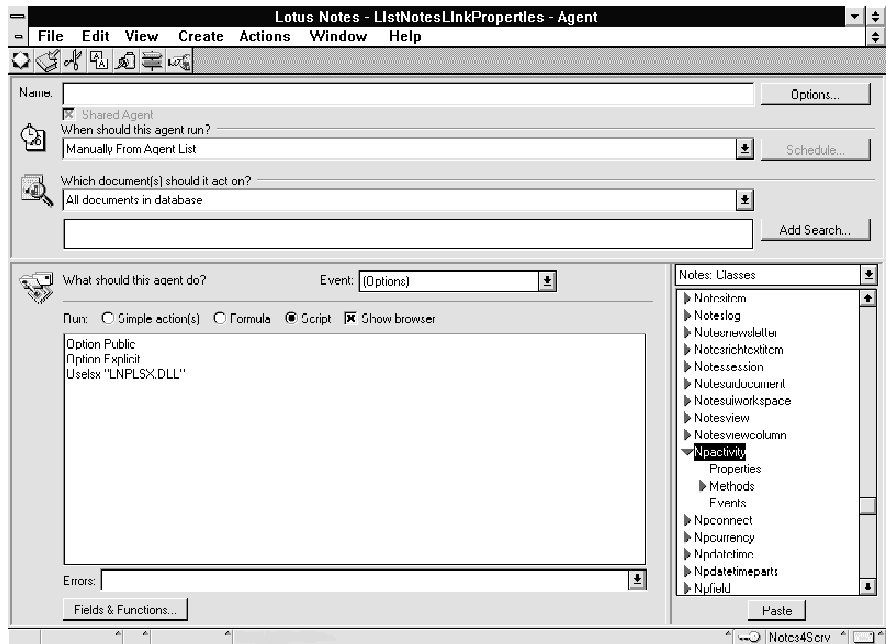 Lotus Notes - ListNotesLinkProperties - Agent
File Edit View Create Actions Window Help
Name:
Options...
Shared Agent
When should this agent run?
Manually From Agent List
Schedule...
Which document(s) should it act on?
All documents in database
Add Search...
What should this agent do?
Event: (Options)
Run: Simple action(s) Formula Script Show browser
Option Public
Option Explicit
Uselsx "LNPLSX.DLL"
Errors:
Fields & Functions...
Notes: Classes
Notesitem
Noteslog
Notesnewsletter
Notesrichtextitem
Notessession
Notesuidocument
Notesuiworkspace
Notesview
Notesviewcolumn
Npactivity
Properties
Methods
Events
Npconnect
Npcurrency
Npdatetime
Npdatetimeparts
Npfield
Paste
Notes4Serv